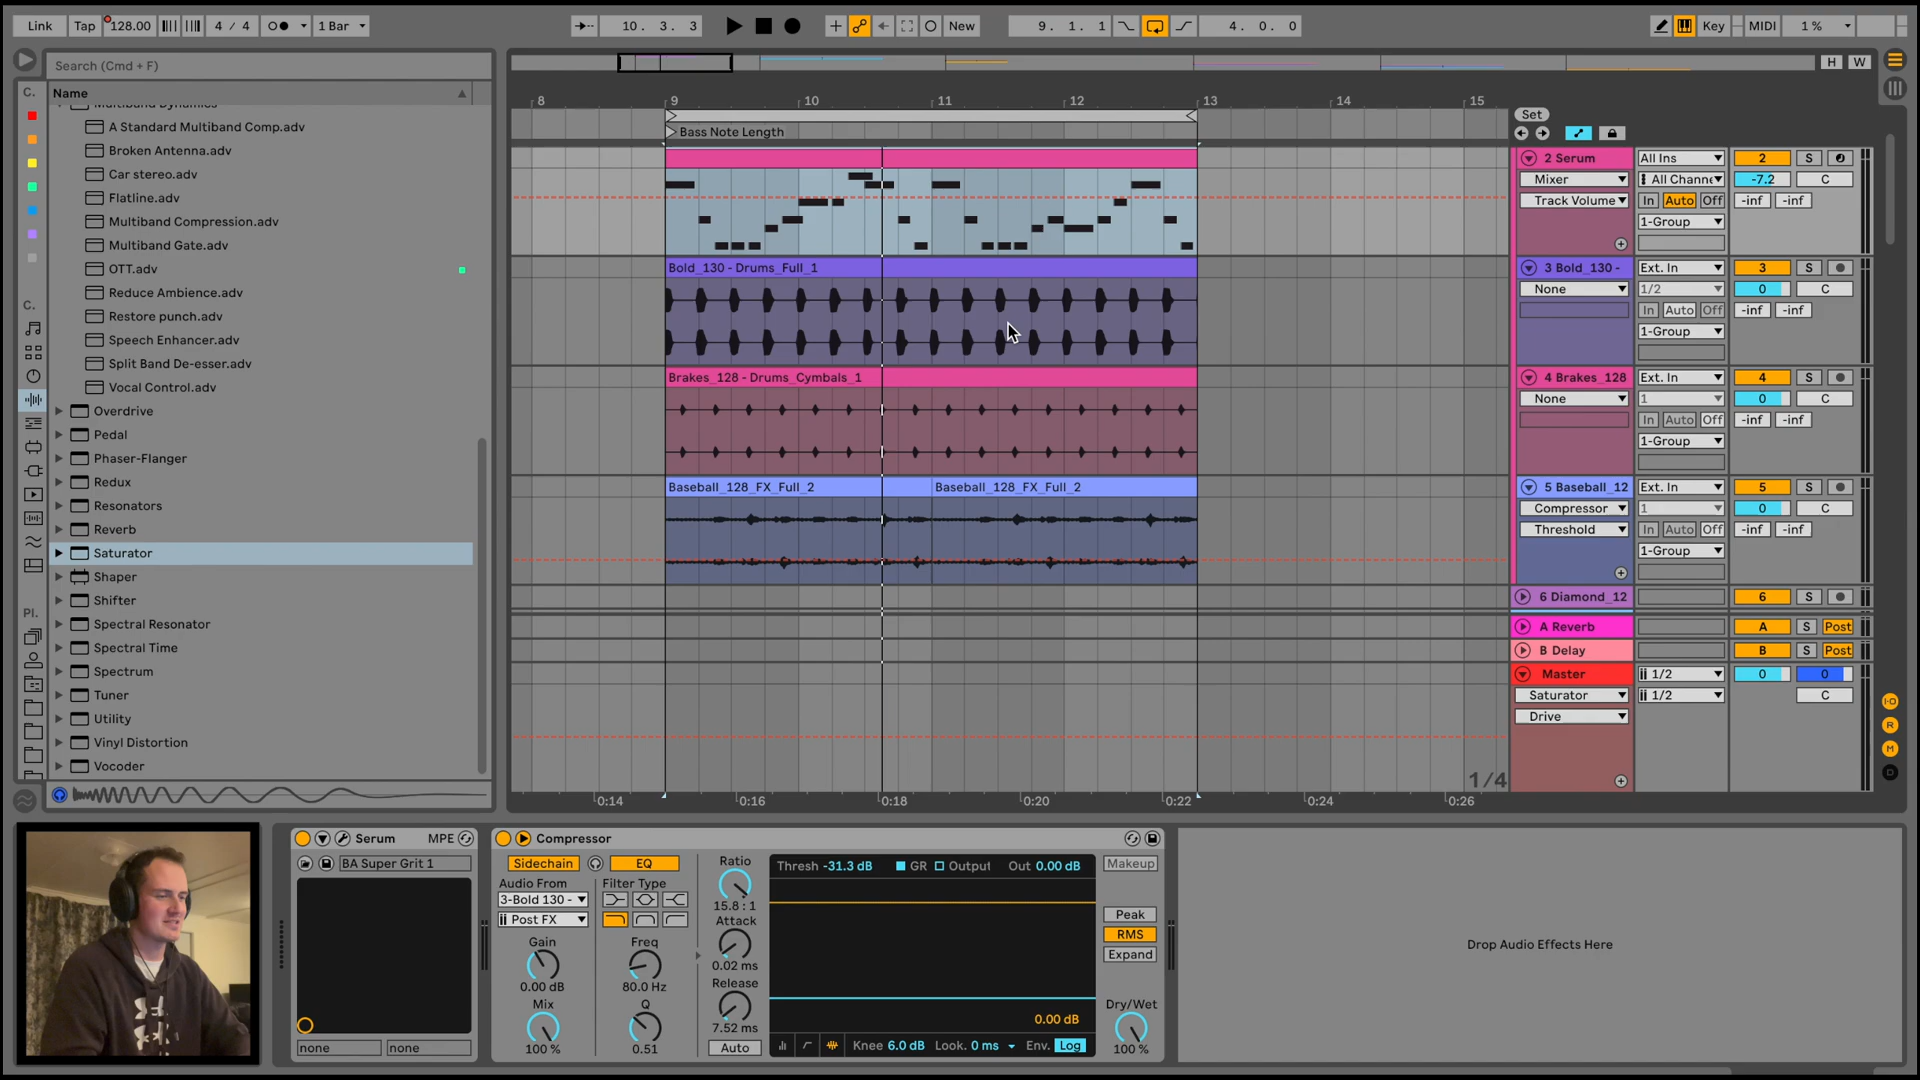 Link Tap 128.00 4 / 4 1 Bar 10. 3. 3 New 9. 1. 1 4. 0. 0 Key MIDI 1 %
Search (Cmd + F)
H W
C. Name
8 9 10 11 12 13 14 15
Set
Bass Note Length
Multiband Dynamics
A Standard Multiband Comp.adv
Broken Antenna.adv
Car stereo.adv
Flatline.adv
Multiband Compression.adv
Multiband Gate.adv
OTT.adv
Reduce Ambience.adv
Restore punch.adv
Speech Enhancer.adv
Split Band De-esser.adv
Vocal Control.adv
Overdrive
Pedal
Phaser-Flanger
Redux
Resonators
Reverb
Saturator
Shaper
Shifter
Spectral Resonator
Spectral Time
Spectrum
Tuner
Utility
Vinyl Distortion
Vocoder
C.
Pl.
Bold_130 - Drums_Full_1
Brakes_128 - Drums_Cymbals_1
Baseball_128_FX_Full_2 Baseball_128_FX_Full_2
1/4
0:14 0:16 0:18 0:20 0:22 0:24 0:26
2 Serum All Ins 2 S
Mixer All Channe -7.2 C
Track Volume In Auto Off -inf -inf
1-Group
3 Bold_130 - Ext. In 3 S
None 1/2 0 C
In Auto Off -inf -inf
1-Group
4 Brakes_128 Ext. In 4 S
None 1 0 C
In Auto Off -inf -inf
1-Group
5 Baseball_12 Ext. In 5 S
Compressor 1 0 C
Threshold In Auto Off -inf -inf
1-Group
6 Diamond_12 6 S
A Reverb A S Post
B Delay B S Post
Master 1/2 0 0
Saturator 1/2 C
Drive
I-O
R
M
D
Serum MPE
BA Super Grit 1
none none
Compressor
Sidechain EQ
Audio From Filter Type
3-Bold 130 -
Post FX
Gain Freq
0.00 dB 80.0 Hz
Mix Q
100 % 0.51
Ratio
15.8 : 1
Attack
0.02 ms
Release
7.52 ms
Auto
Thresh -31.3 dB GR Output Out 0.00 dB
0.00 dB
Knee 6.0 dB Look. 0 ms Env. Log
Makeup
Peak
RMS
Expand
Dry/Wet
100 %
Drop Audio Effects Here